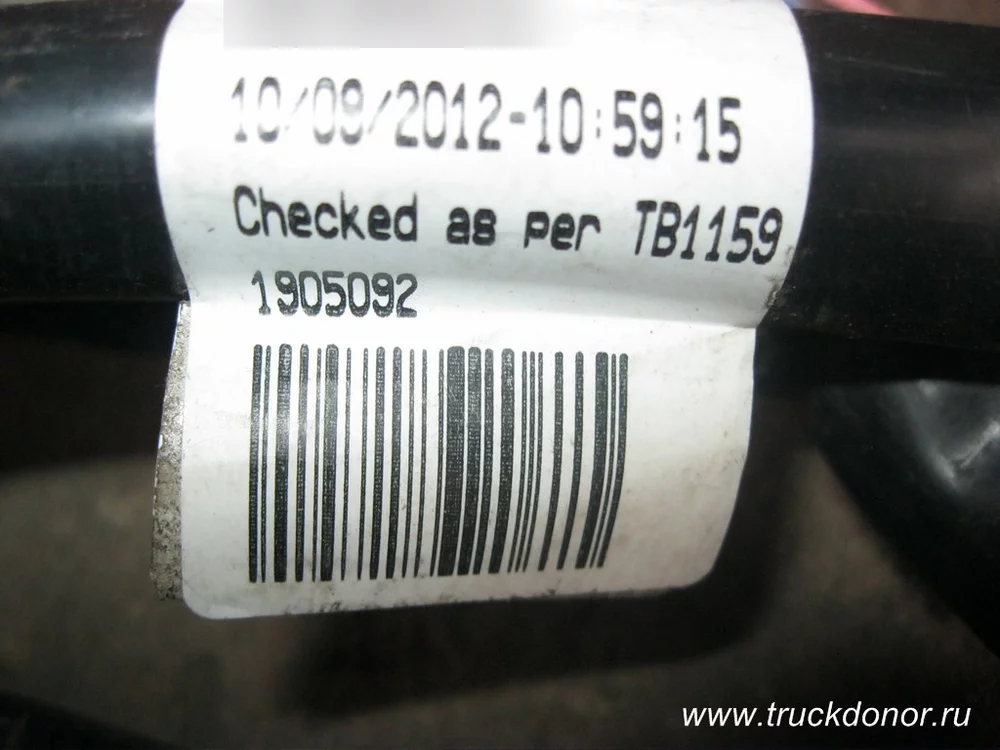 10/09/2012-10:59:15
Checked as per TB1159
1905092
www.truckdonor.ru